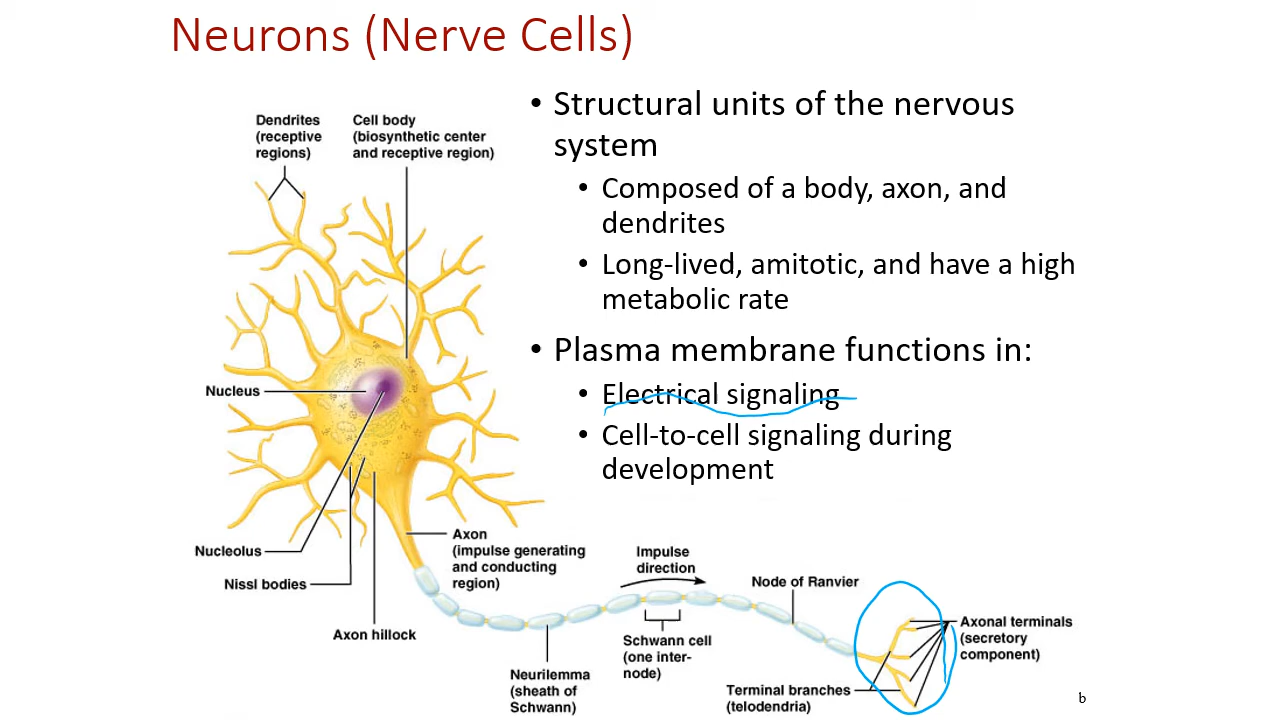 Neurons (Nerve Cells)
• Structural units of the nervous
system
• Composed of a body, axon, and
dendrites
• Long-lived, amitotic, and have a high
metabolic rate
• Plasma membrane functions in:
• Electrical signaling
• Cell-to-cell signaling during
development
Dendrites
(receptive
regions)
Cell body
(biosynthetic center
and receptive region)
Nucleus
Nucleolus
Nissl bodies
Axon hillock
Axon
(impulse generating
and conducting
region)
Neurilemma
(sheath of
Schwann)
Impulse
direction
Schwann cell
(one inter-
node)
Node of Ranvier
Terminal branches
(telodendria)
Axonal terminals
(secretory
component)
b